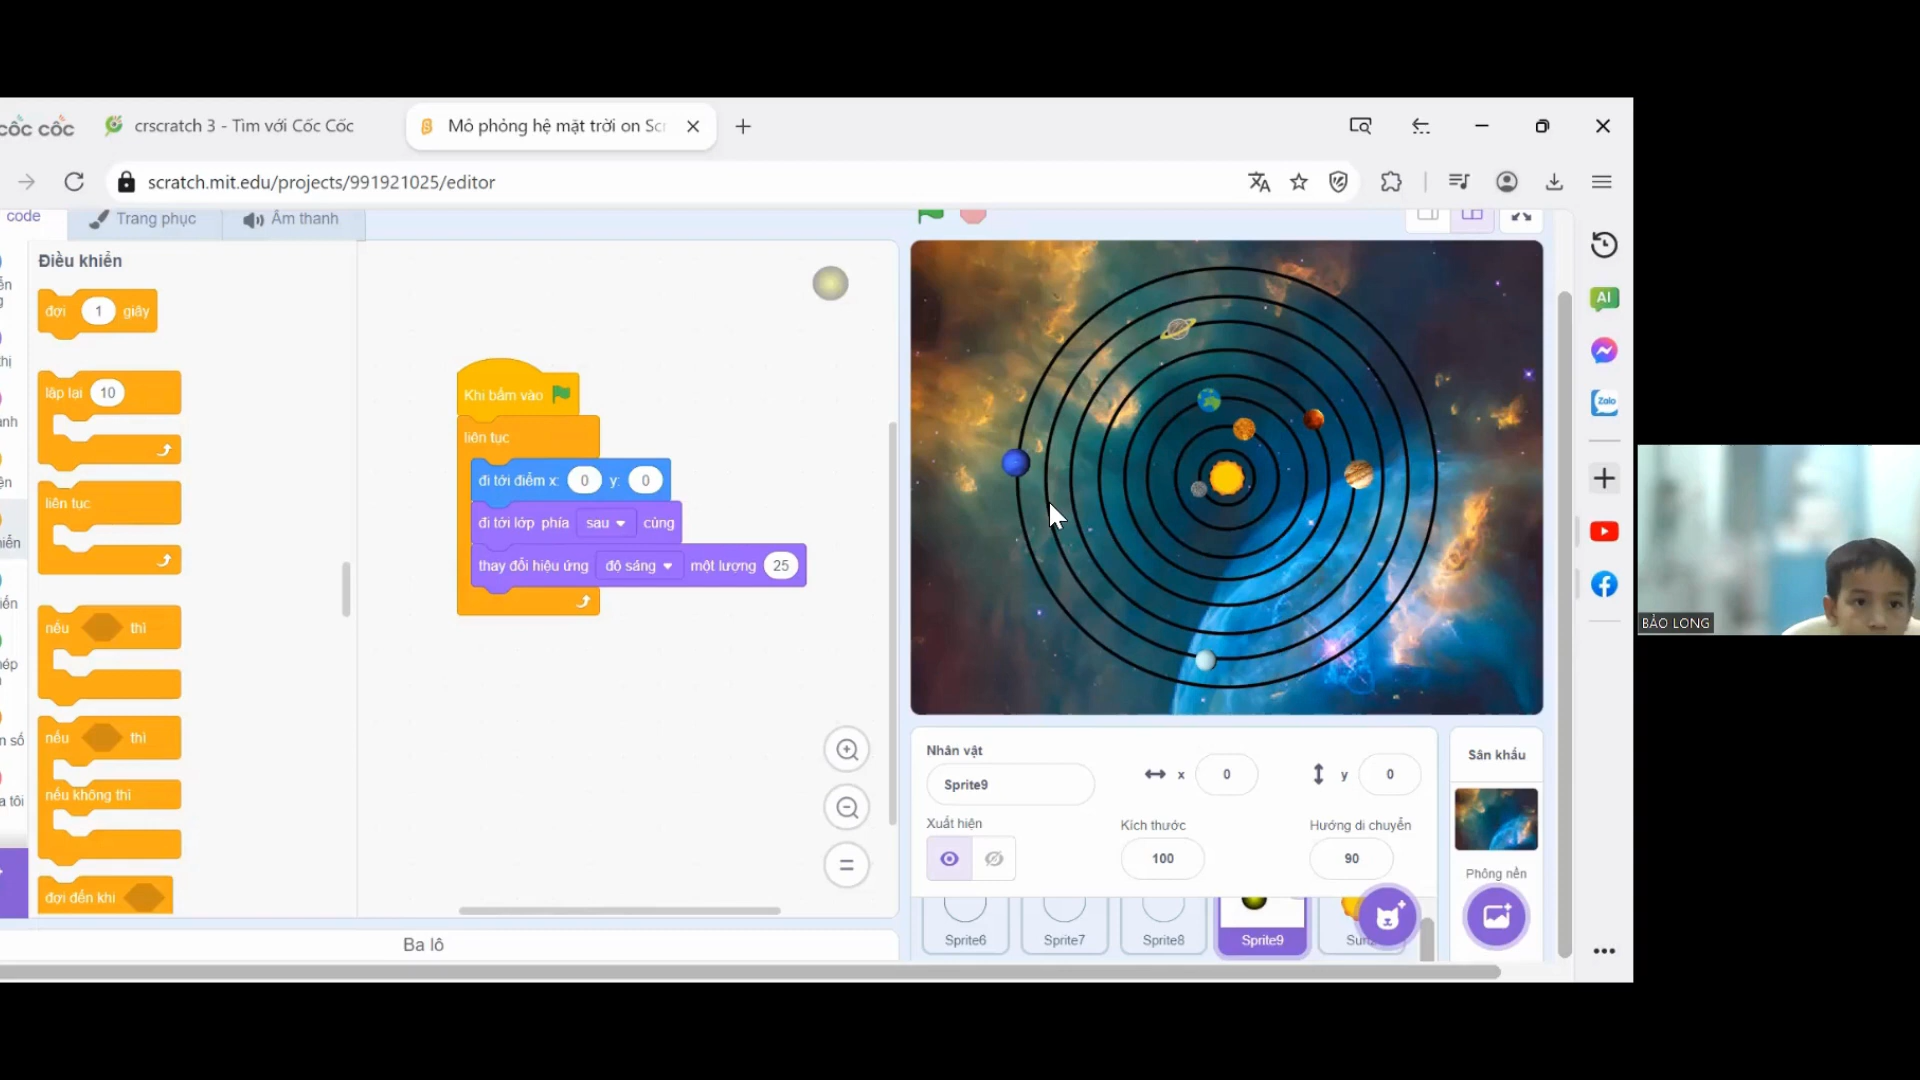 cốc cốc
crscratch 3 - Tìm với Cốc Cốc
Mô phỏng hệ mặt trời on Scr
scratch.mit.edu/projects/991921025/editor
code
Trang phục
Âm thanh
Điều khiển
đợi 1 giây
lặp lại 10
liên tục
nếu thì
nếu thì
nếu không thì
đợi đến khi
Khi bấm vào
liên tục
đi tới điểm x: 0 y: 0
đi tới lớp phía sau cùng
thay đổi hiệu ứng độ sáng một lượng 25
Ba lô
Nhân vật
Sprite9
x 0
y 0
Xuất hiện
Kích thước
100
Hướng di chuyển
90
Sprite6
Sprite7
Sprite8
Sprite9
Sun
Sân khấu
Phông nền
AI
Zalo
BẢO LONG